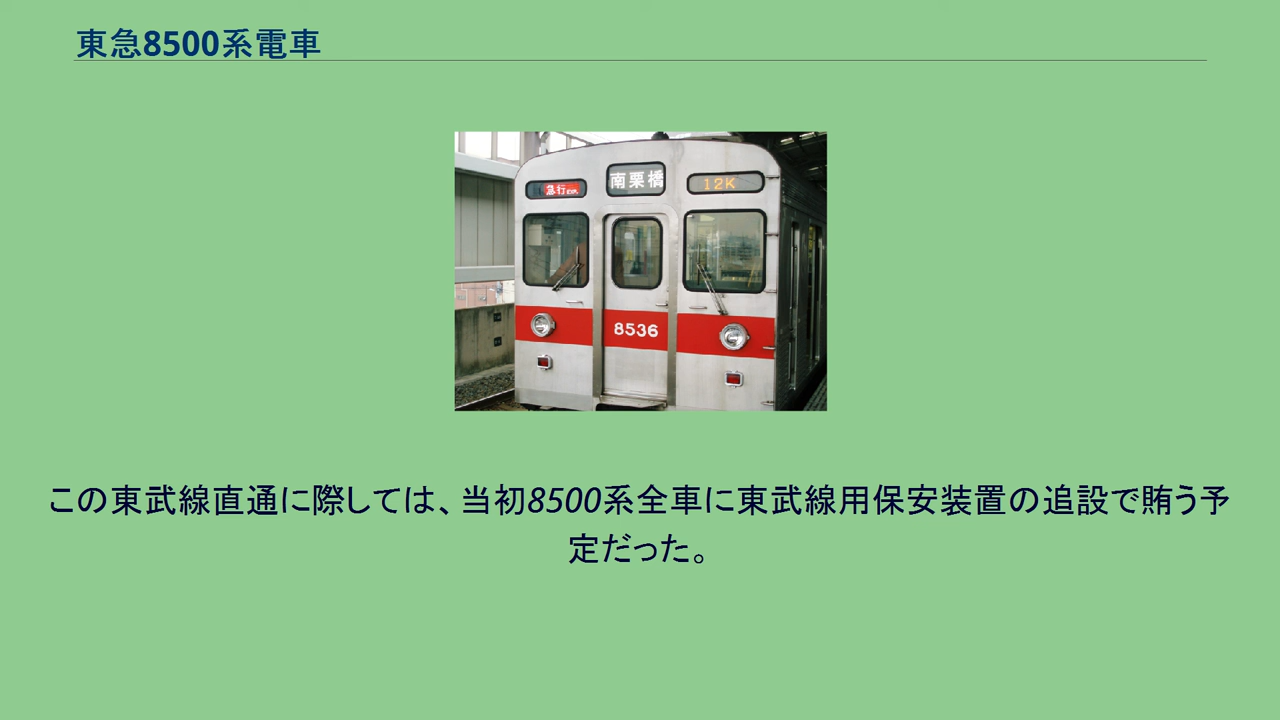 東急8500系電車
急行
南栗橋
12K
8536
この東武線直通に際しては、当初8500系全車に東武線用保安装置の追設で賄う予
定だった。